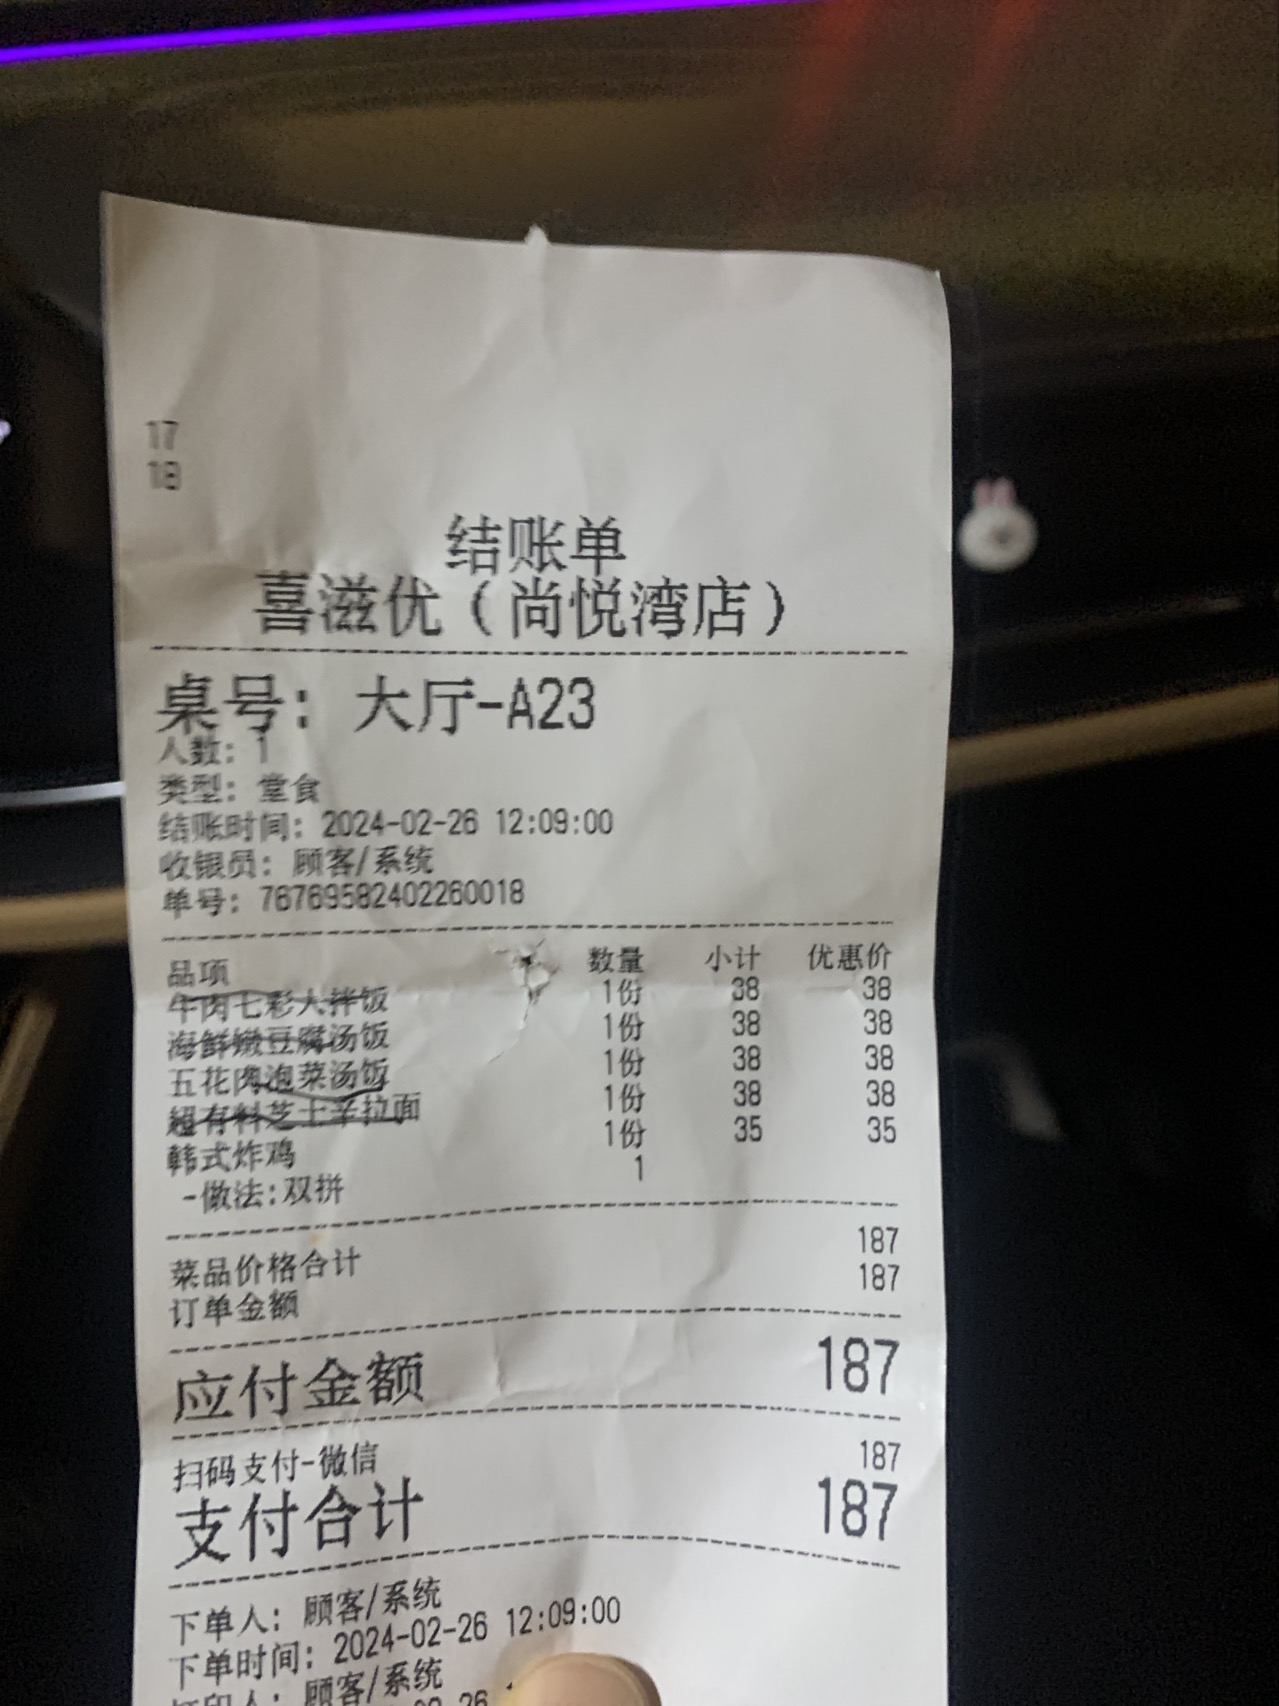 17
18
结账单
喜滋优（尚悦湾店）
桌号：大厅-A23
人数：1
类型：堂食
结账时间：2024-02-26 12:09:00
收银员：顾客/系统
单号：76769582402260018
品项 数量 小计 优惠价
牛肉七彩大拌饭 1份 38 38
海鲜嫩豆腐汤饭 1份 38 38
五花肉泡菜汤饭 1份 38 38
超有料芝士辛拉面 1份 38 38
韩式炸鸡 1份 35 35
-做法:双拼 1
菜品价格合计 187
订单金额 187
应付金额 187
扫码支付-微信 187
支付合计 187
下单人：顾客/系统
下单时间：2024-02-26 12:09:00
打印人：顾客/系统